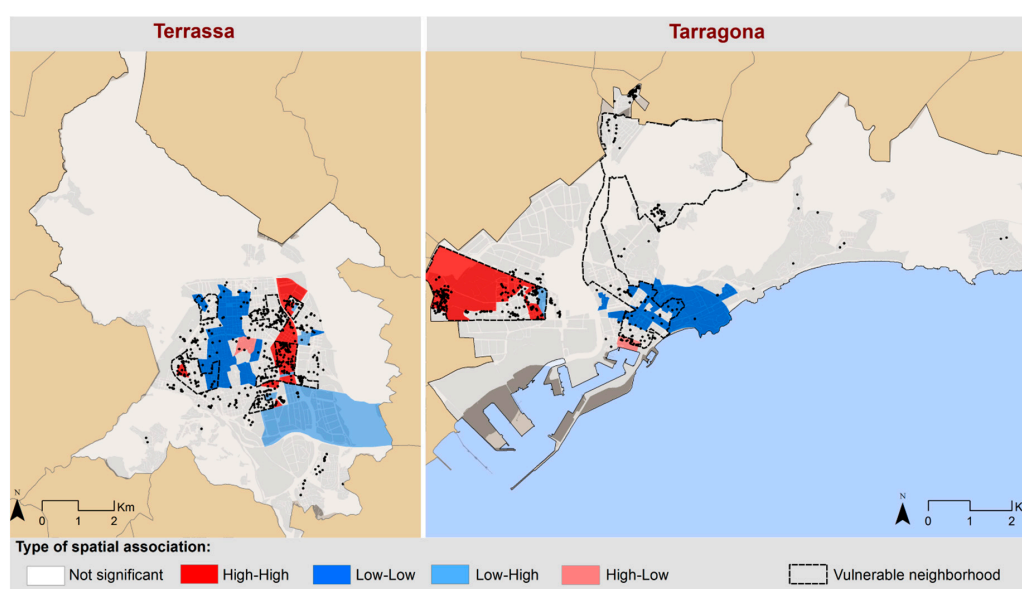 Terrassa
Tarragona
N
Km
0 1 2
N
K
0 1 2
Type of spatial association:
Not significant
High-High
Low-Low
Low-High
High-Low
Vulnerable neighborhood